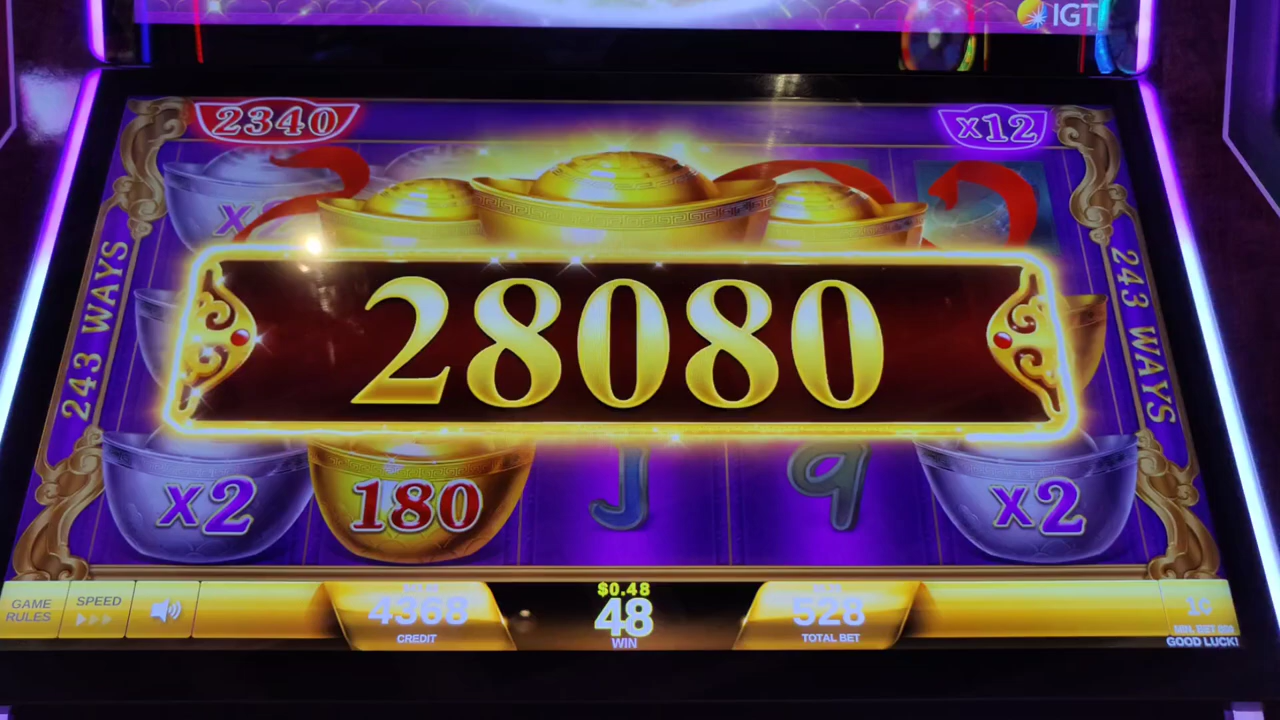 IGT
2340
x12
243 WAYS
28080
243 WAYS
x2
180
J
9
x2
GAME
RULES
SPEED
4368
CREDIT
$0.48
48
WIN
528
TOTAL BET
GOOD LUCK!